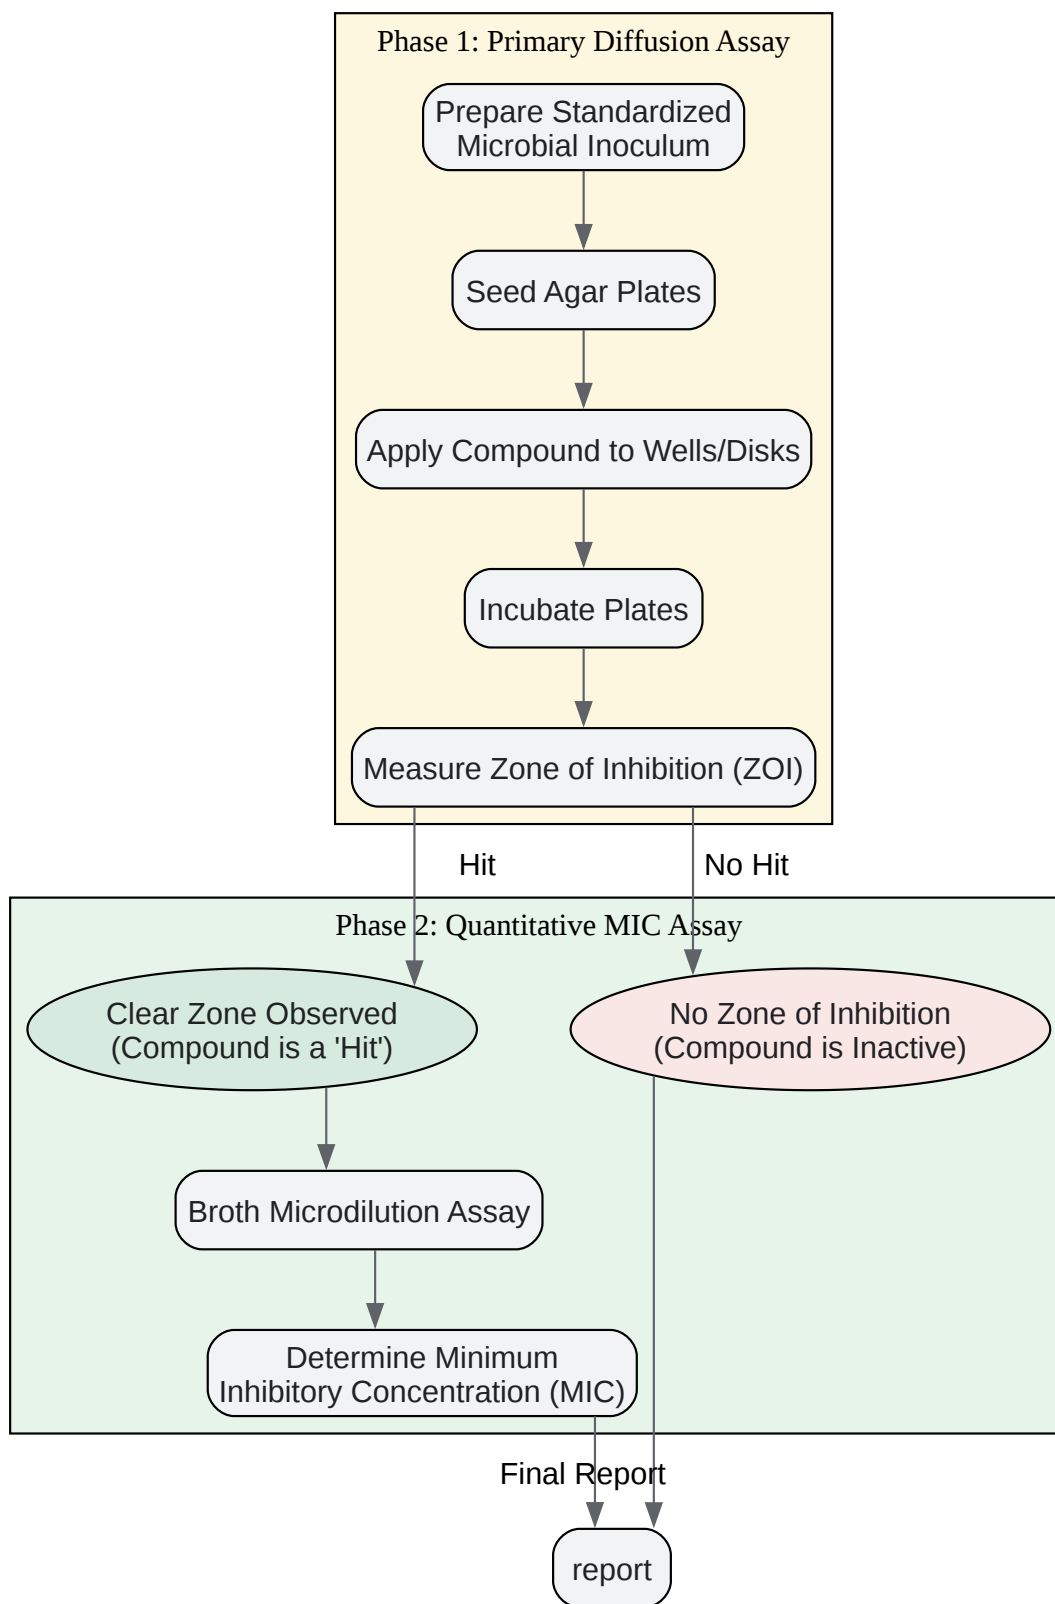 Phase 1: Primary Diffusion Assay
Prepare Standardized
Microbial Inoculum
Seed Agar Plates
Apply Compound to Wells/Disks
Incubate Plates
Measure Zone of Inhibition (ZOI)
Hit
No Hit
Phase 2: Quantitative MIC Assay
Clear Zone Observed
(Compound is a 'Hit')
No Zone of Inhibition
(Compound is Inactive)
Broth Microdilution Assay
Determine Minimum
Inhibitory Concentration (MIC)
Final Report
report